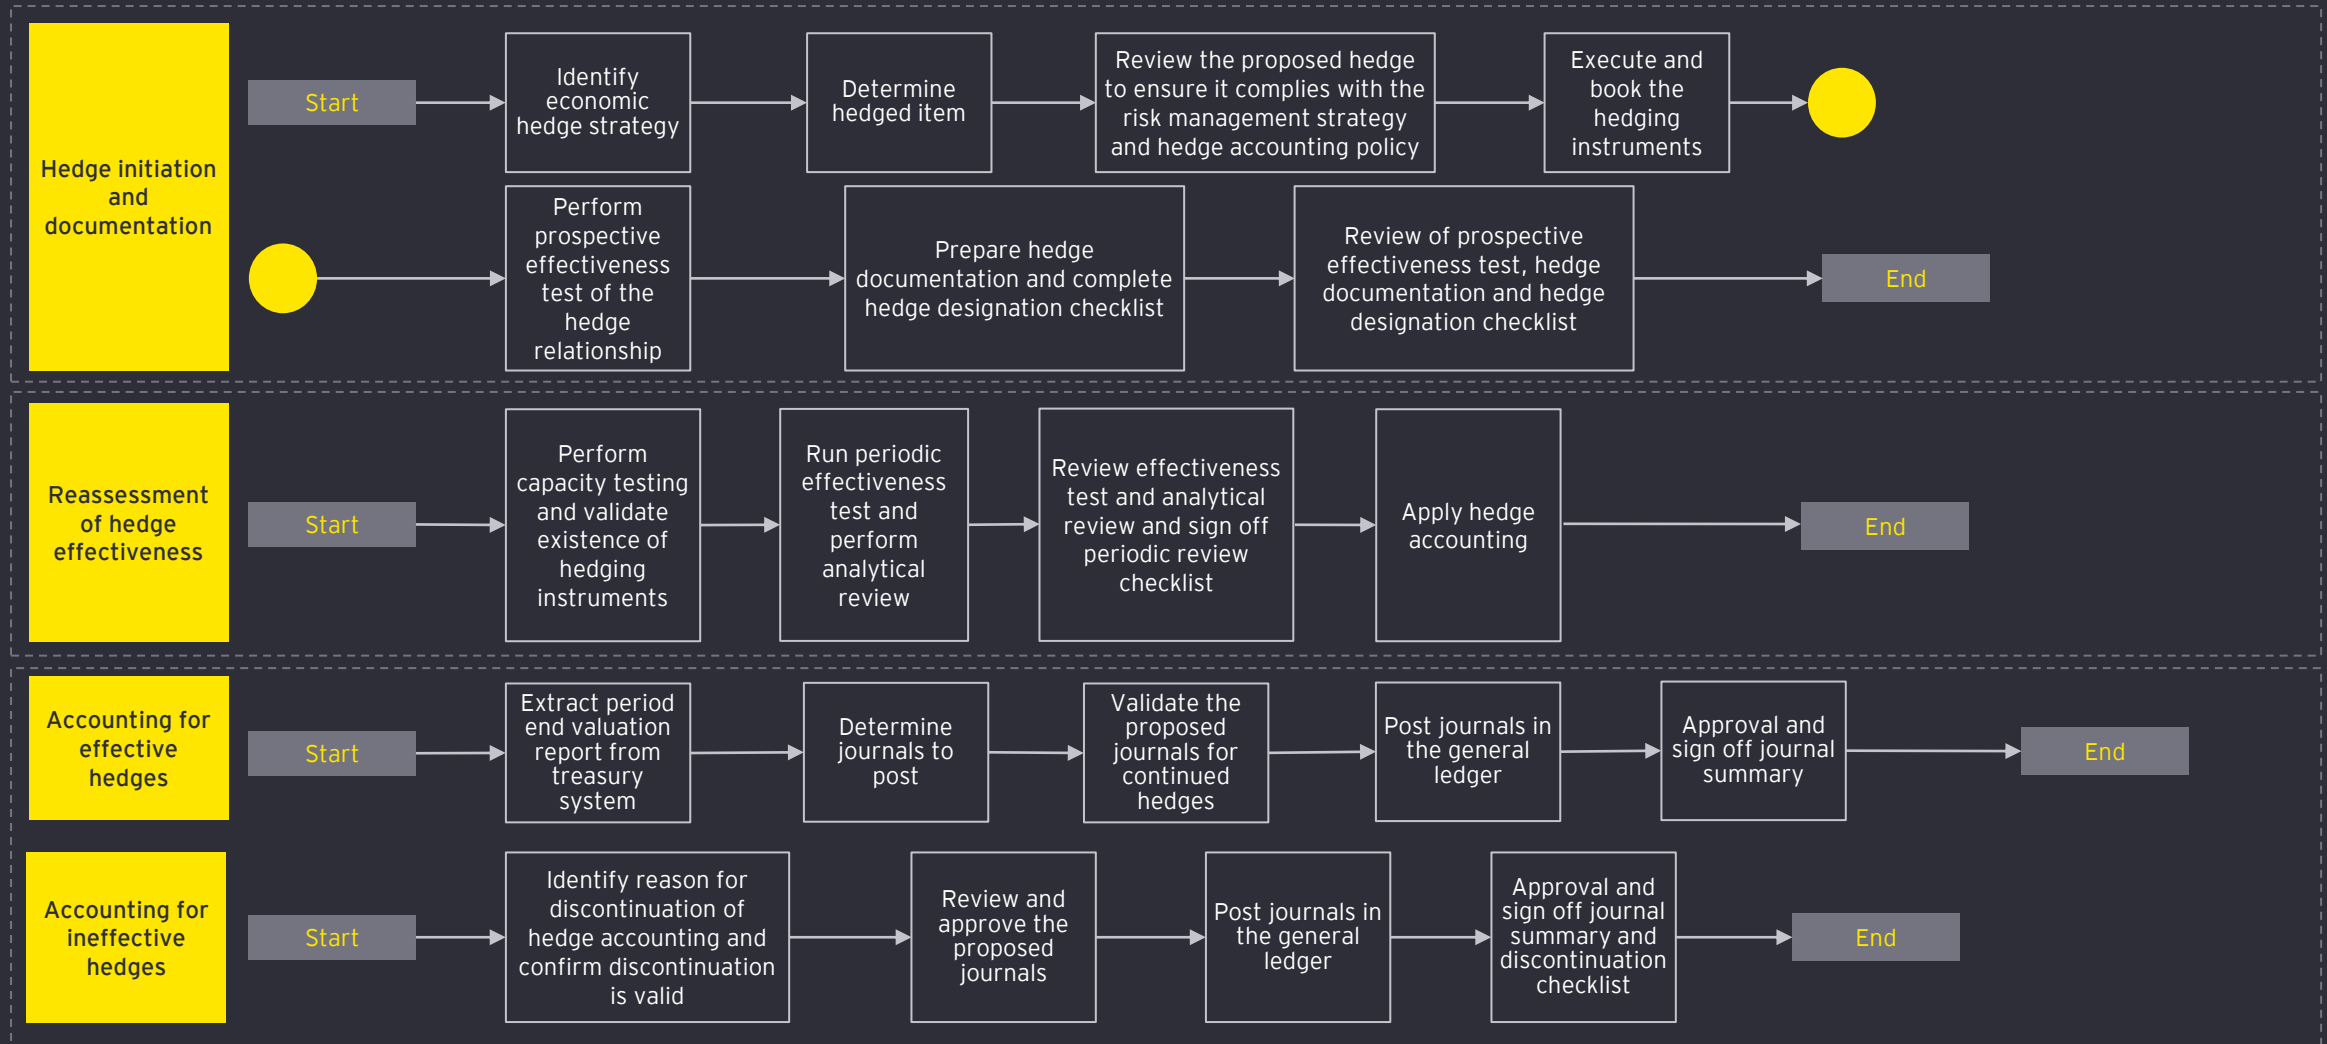 Hedge initiation
and
documentation
Start
Identify
economic
hedge strategy
Determine
hedged item
Review the proposed hedge
to ensure it complies with the
risk management strategy
and hedge accounting policy
Execute and
book the
hedging
instruments
Perform
prospective
effectiveness
test of the
hedge
relationship
Prepare hedge
documentation and complete
hedge designation checklist
Review of prospective
effectiveness test, hedge
documentation and hedge
designation checklist
End
Reassessment
of hedge
effectiveness
Start
Perform
capacity testing
and validate
existence of
hedging
instruments
Run periodic
effectiveness
test and
perform
analytical
review
Review effectiveness
test and analytical
review and sign off
periodic review
checklist
Apply hedge
accounting
End
Accounting for
effective
hedges
Start
Extract period
end valuation
report from
treasury
system
Determine
journals to
post
Validate the
proposed
journals for
continued
hedges
Post journals in
the general
ledger
Approval and
sign off journal
summary
End
Accounting for
ineffective
hedges
Start
Identify reason for
discontinuation of
hedge accounting and
confirm discontinuation
is valid
Review and
approve the
proposed
journals
Post journals in
the general
ledger
Approval and
sign off journal
summary and
discontinuation
checklist
End